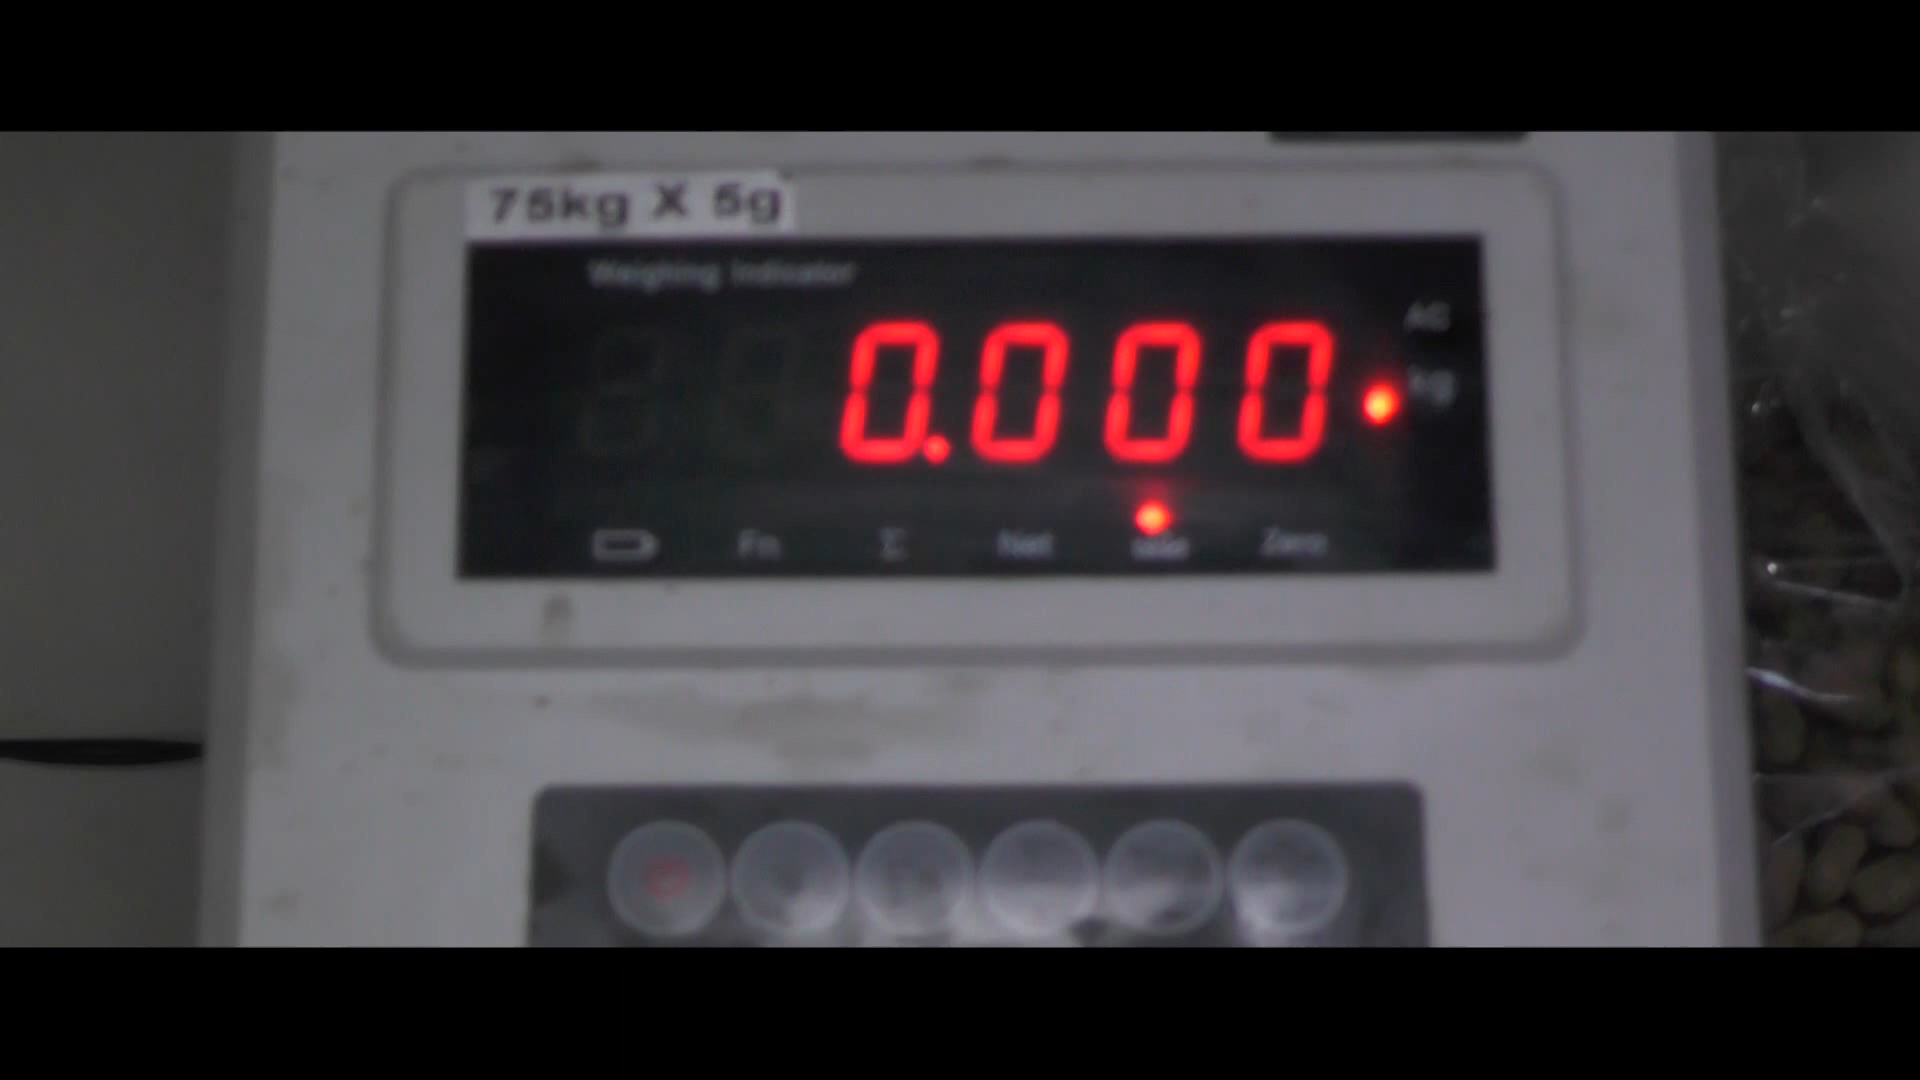 75kg X 5g
Weighing Indicator
AC
0.000
kg
Fn Σ Net Zero